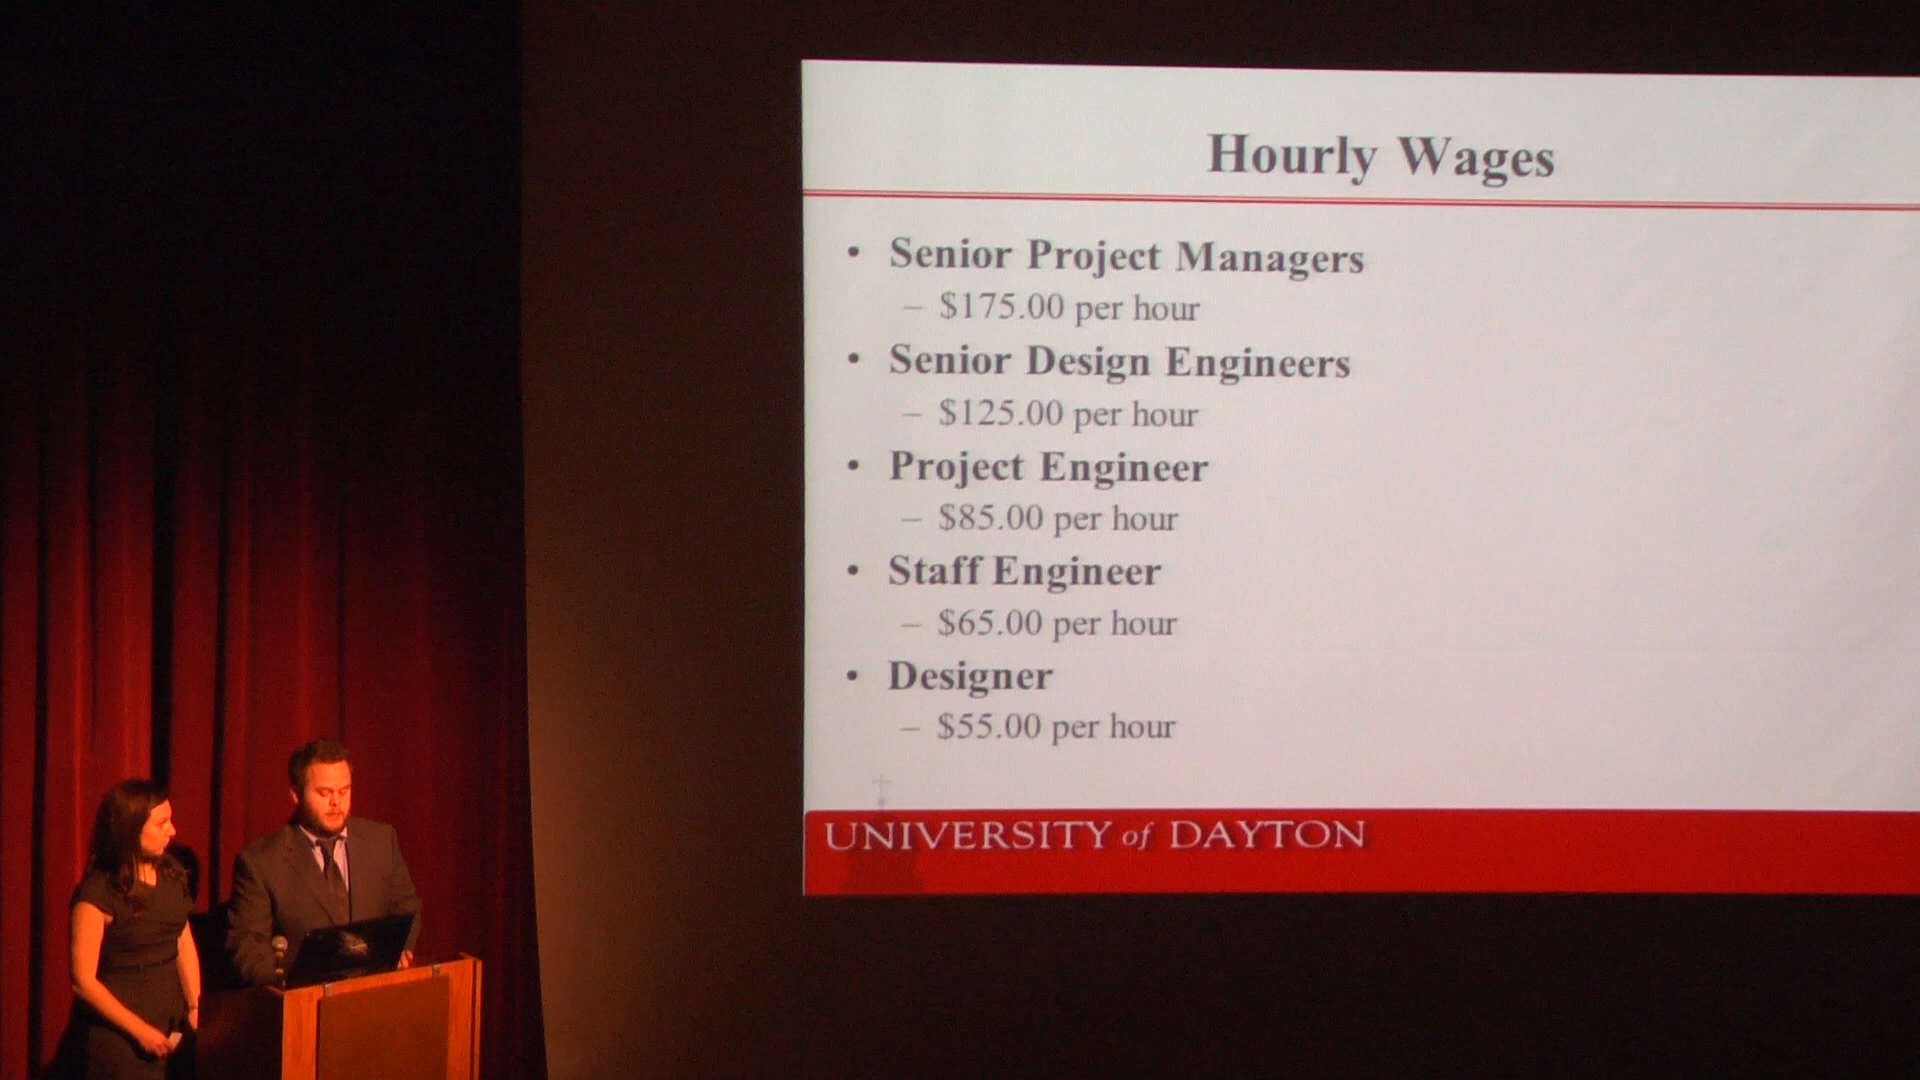 Hourly Wages
• Senior Project Managers
– $175.00 per hour
• Senior Design Engineers
– $125.00 per hour
• Project Engineer
– $85.00 per hour
• Staff Engineer
– $65.00 per hour
• Designer
– $55.00 per hour
UNIVERSITY of DAYTON